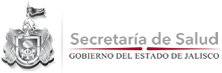 Secretaría de Salud
GOBIERNO DEL ESTADO DE JALISCO